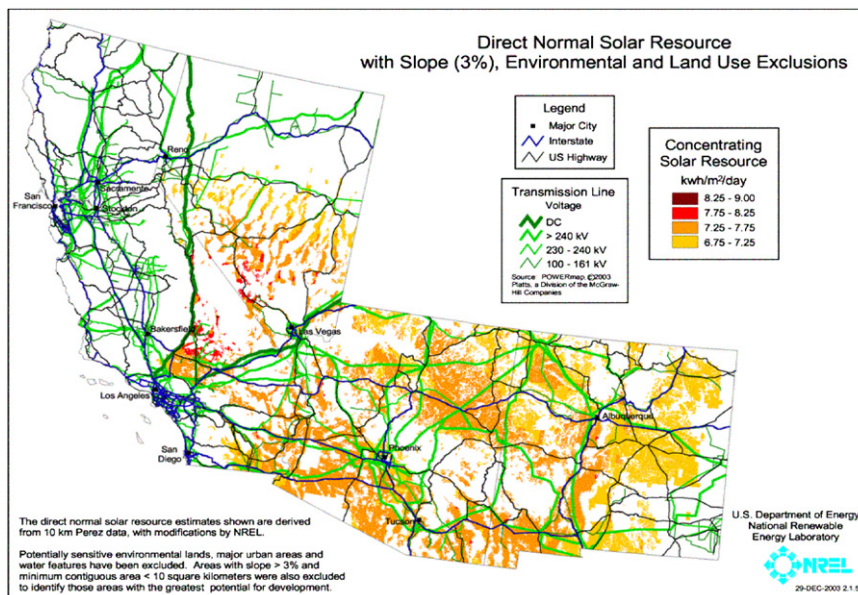 Direct Normal Solar Resource
with Slope (3%), Environmental and Land Use Exclusions
Legend
Major City
Interstate
US Highway
Transmission Line
Voltage
DC
> 240 kV
230 - 240 kV
100 - 161 kV
Source: POWERmap, ©2003
Platts, a Division of the McGraw-
Hill Companies
Concentrating
Solar Resource
kwh/m²/day
8.25 - 9.00
7.75 - 8.25
7.25 - 7.75
6.75 - 7.25
Reno
Sacramento
San
Francisco
Stockton
Bakersfield
Las Vegas
Los Angeles
San
Diego
Phoenix
Tucson
Albuquerque
The direct normal solar resource estimates shown are derived
from 10 km Perez data, with modifications by NREL.
Potentially sensitive environmental lands, major urban areas and
water features have been excluded. Areas with slope > 3% and
minimum contiguous area < 10 square kilometers were also excluded
to identify those areas with the greatest potential for development.
U.S. Department of Energy
National Renewable
Energy Laboratory
NREL
29-DEC-2003 2.1.5